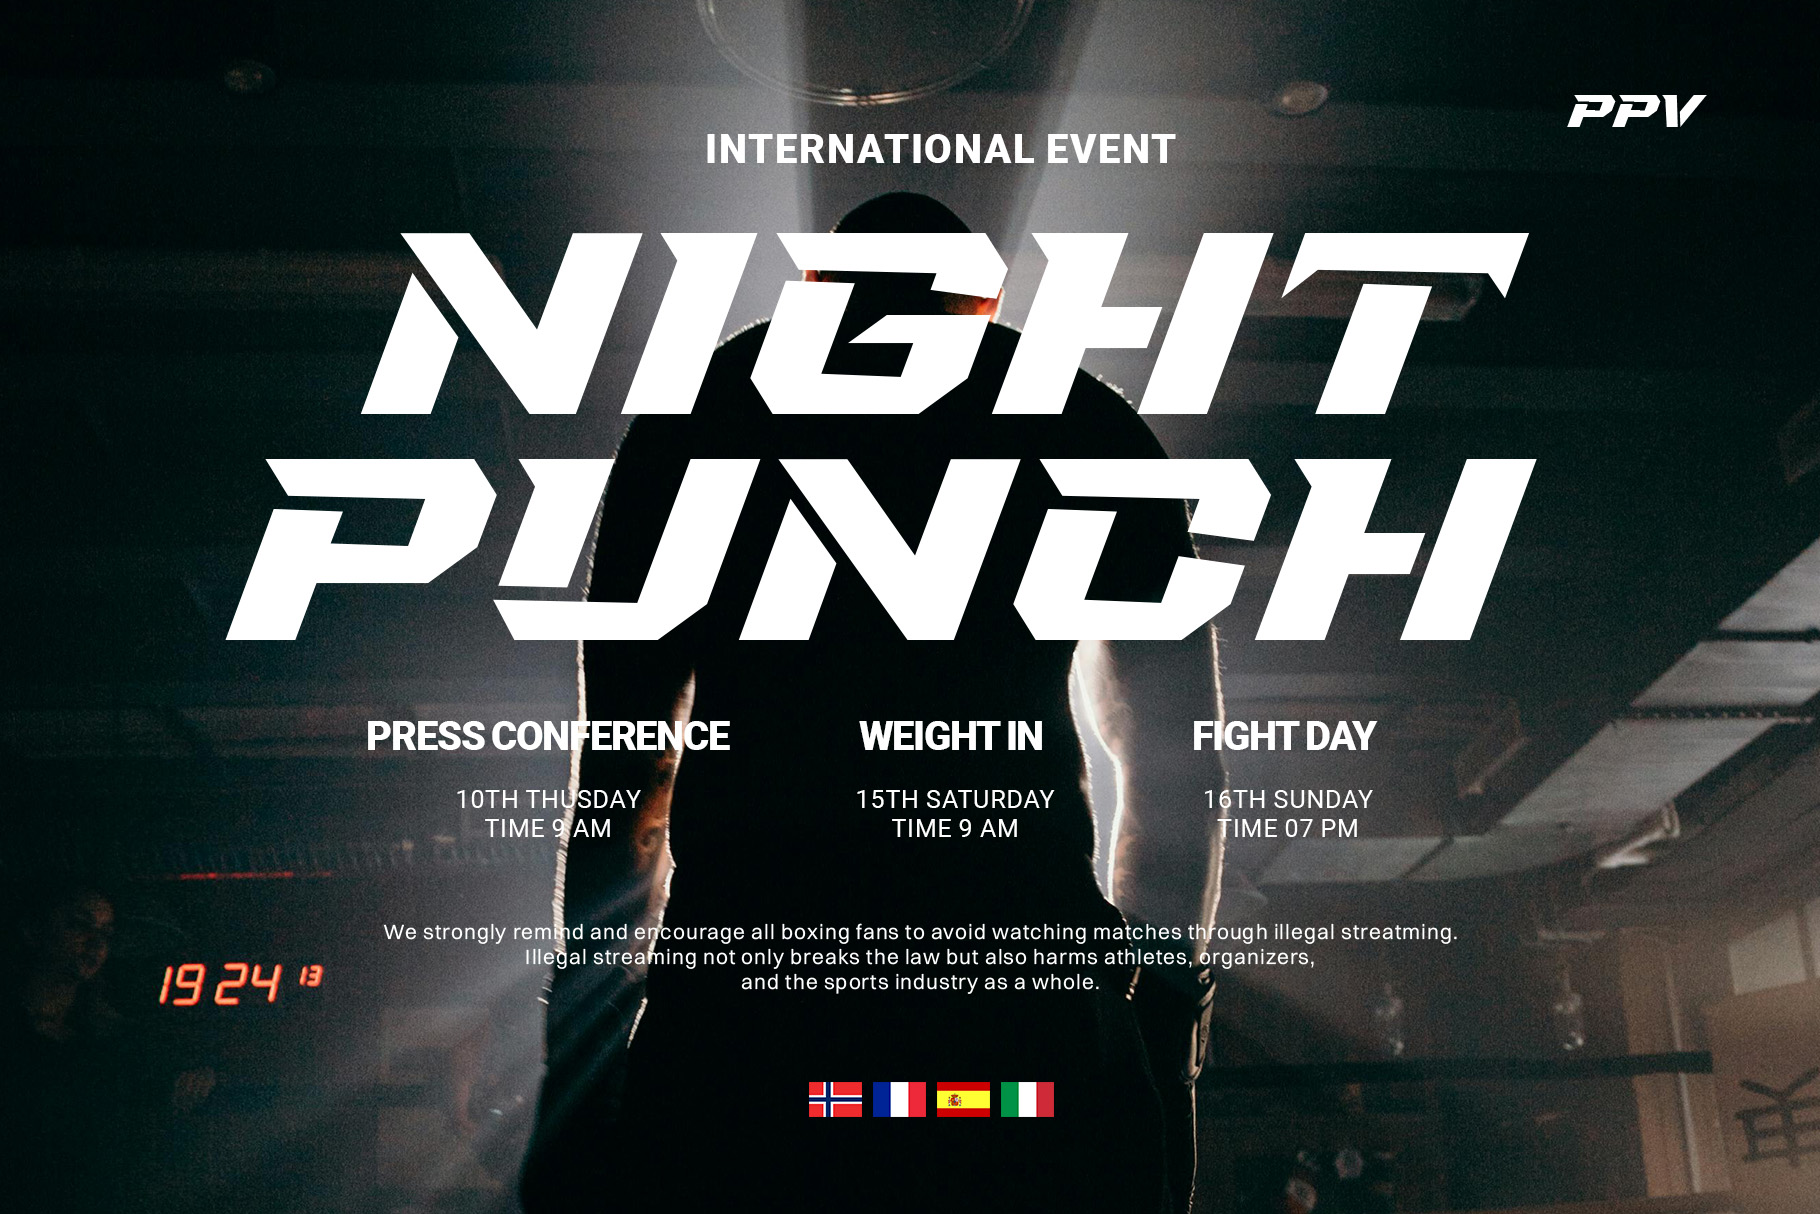 PPV
INTERNATIONAL EVENT
NIGHT
PUNCH
PRESS CONFERENCE
10TH THUSDAY
TIME 9 AM
WEIGHT IN
15TH SATURDAY
TIME 9 AM
FIGHT DAY
16TH SUNDAY
TIME 07 PM
We strongly remind and encourage all boxing fans to avoid watching matches through illegal streatming.
Illegal streaming not only breaks the law but also harms athletes, organizers,
and the sports industry as a whole.
19 24 13